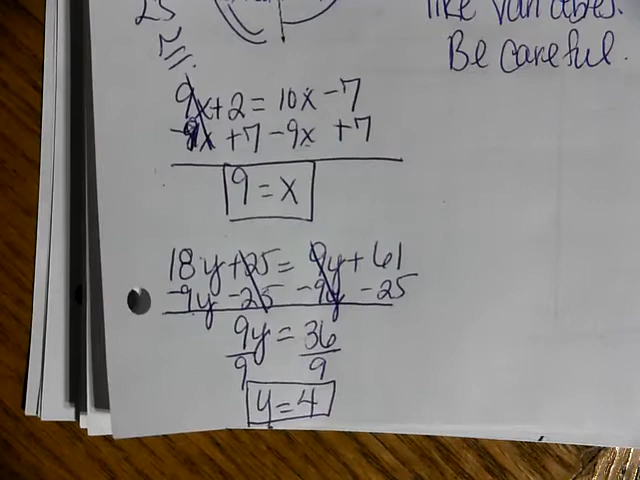 25
like variables.
Be careful.
9x+2 = 10x-7
-9x +7 -9x +7
9 = x
18y+25 = 9y+61
-9y -25 -9y -25
9y = 36
9 9
y=4